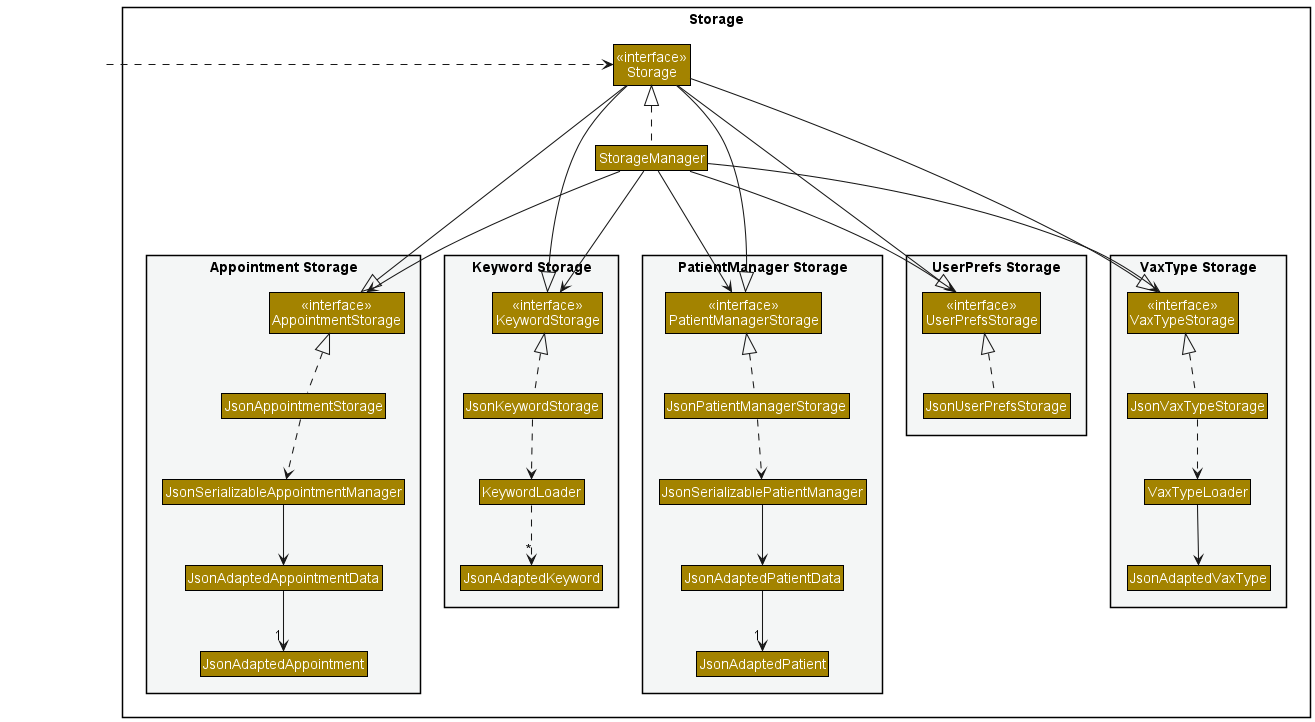 Storage
«interface»
Storage
StorageManager
Appointment Storage
«interface»
AppointmentStorage
JsonAppointmentStorage
JsonSerializableAppointmentManager
JsonAdaptedAppointmentData
1
JsonAdaptedAppointment
Keyword Storage
«interface»
KeywordStorage
JsonKeywordStorage
KeywordLoader
*
JsonAdaptedKeyword
PatientManager Storage
«interface»
PatientManagerStorage
JsonPatientManagerStorage
JsonSerializablePatientManager
JsonAdaptedPatientData
1
JsonAdaptedPatient
UserPrefs Storage
«interface»
UserPrefsStorage
JsonUserPrefsStorage
VaxType Storage
«interface»
VaxTypeStorage
JsonVaxTypeStorage
VaxTypeLoader
JsonAdaptedVaxType